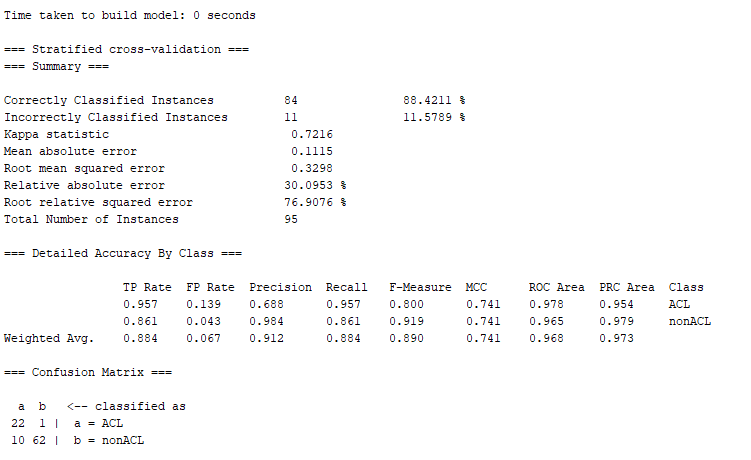 Time taken to build model: 0 seconds
=== Stratified cross-validation ===
=== Summary ===
Correctly Classified Instances 84 88.4211 %
Incorrectly Classified Instances 11 11.5789 %
Kappa statistic 0.7216
Mean absolute error 0.1115
Root mean squared error 0.3298
Relative absolute error 30.0953 %
Root relative squared error 76.9076 %
Total Number of Instances 95
=== Detailed Accuracy By Class ===
TP Rate FP Rate Precision Recall F-Measure MCC ROC Area PRC Area Class
0.957 0.139 0.688 0.957 0.800 0.741 0.978 0.954 ACL
0.861 0.043 0.984 0.861 0.919 0.741 0.965 0.979 nonACL
Weighted Avg. 0.884 0.067 0.912 0.884 0.890 0.741 0.968 0.973
=== Confusion Matrix ===
a b <-- classified as
22 1 | a = ACL
10 62 | b = nonACL